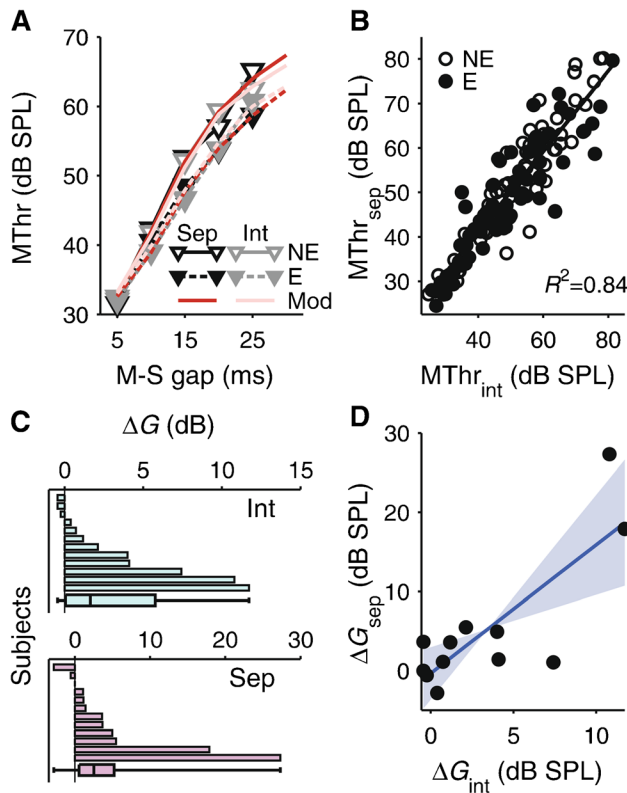 A
MThr (dB SPL)
70
60
50
40
30
5
15
25
M-S gap (ms)
Sep Int
NE
E
Mod
B
MThrsep (dB SPL)
80
70
60
50
40
30
40 60 80
MThrint (dB SPL)
NE
E
R²=0.84
C
ΔG (dB)
0 5 10 15
Int
Subjects
0 10 20 30
Sep
D
ΔGsep (dB SPL)
30
20
10
0
0 5 10
ΔGint (dB SPL)